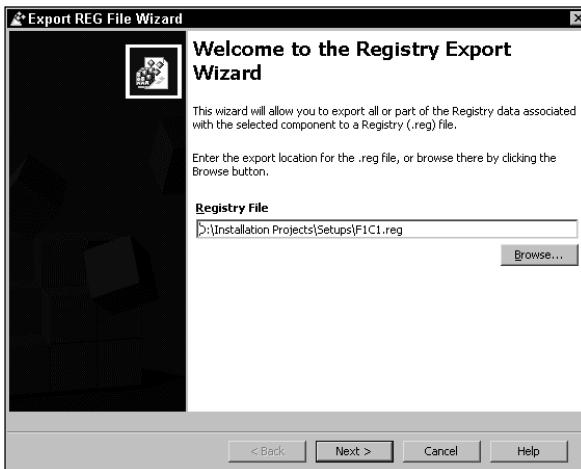 Export REG File Wizard
Welcome to the Registry Export
Wizard
This wizard will allow you to export all or part of the Registry data associated
with the selected component to a Registry (.reg) file.
Enter the export location for the .reg file, or browse there by clicking the
Browse button.
Registry File
D:\Installation Projects\Setups\F1C1.reg
Browse...
< Back
Next >
Cancel
Help